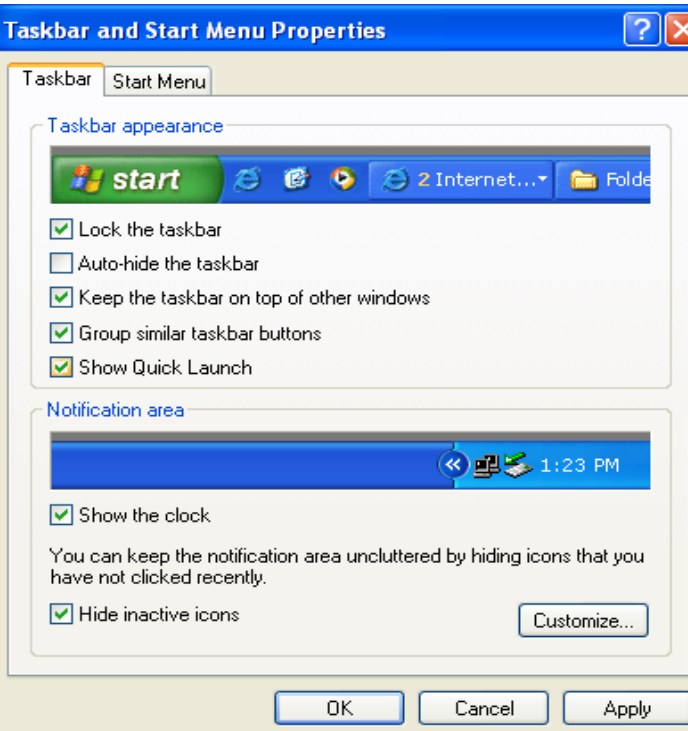 Taskbar and Start Menu Properties
Taskbar
Start Menu
Taskbar appearance
start
2 Internet...
Folde
Lock the taskbar
Auto-hide the taskbar
Keep the taskbar on top of other windows
Group similar taskbar buttons
Show Quick Launch
Notification area
1:23 PM
Show the clock
You can keep the notification area uncluttered by hiding icons that you
have not clicked recently.
Hide inactive icons
Customize...
OK
Cancel
Apply